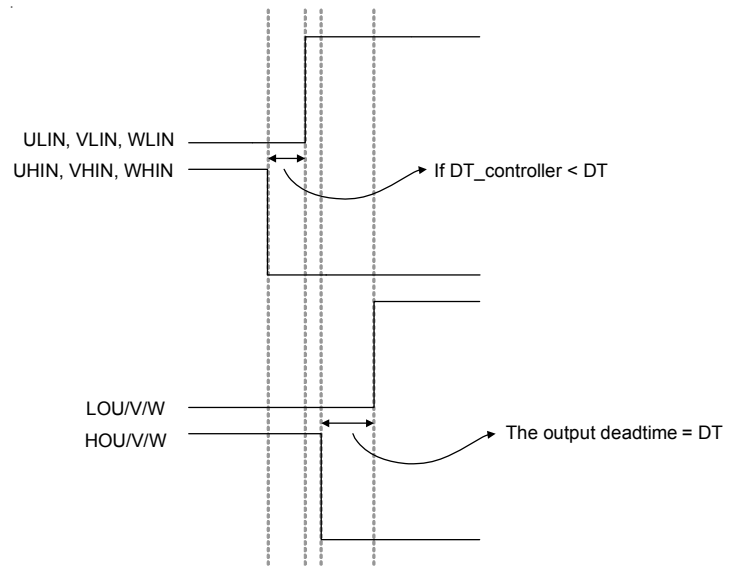 ULIN, VLIN, WLIN
UHIN, VHIN, WHIN
If DT_controller < DT
LOU/V/W
HOU/V/W
The output deadtime = DT